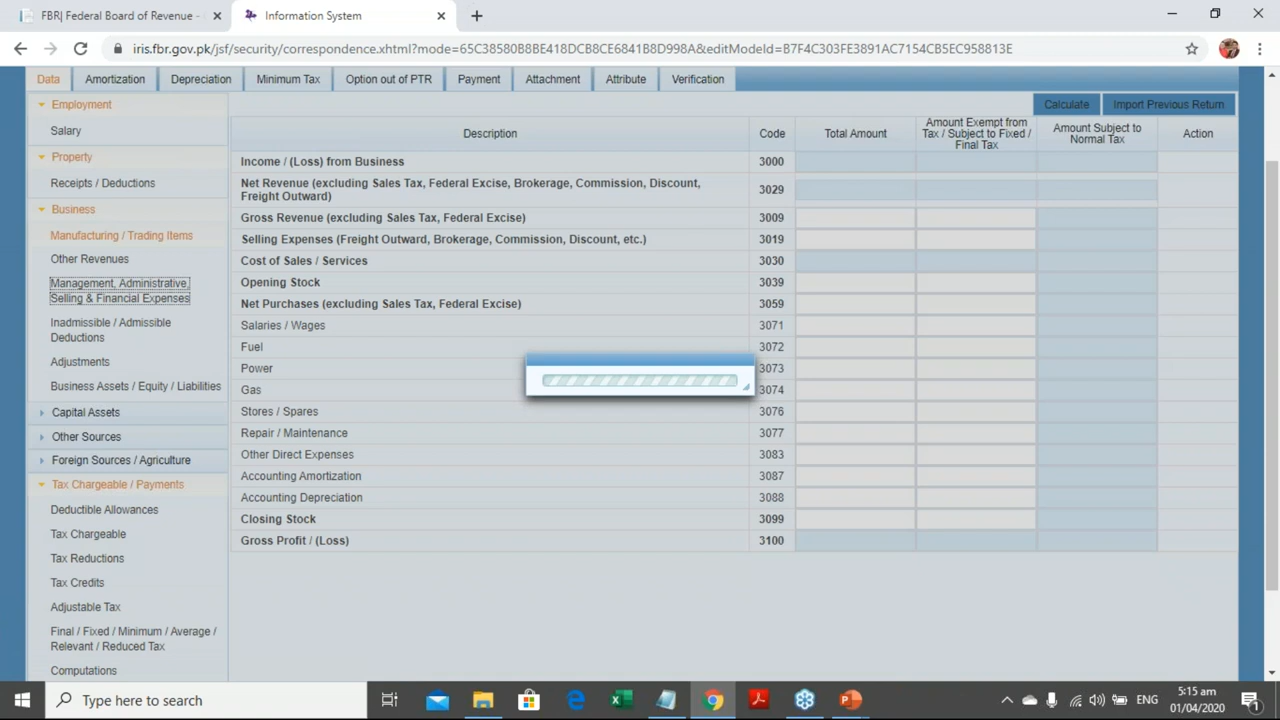 FBR| Federal Board of Revenue -
Information System
iris.fbr.gov.pk/jsf/security/correspondence.xhtml?mode=65C38580B8BE418DCB8CE6841B8D998A&editModeId=B7F4C303FE3891AC7154CB5EC958813E
Data Amortization Depreciation Minimum Tax Option out of PTR Payment Attachment Attribute Verification
Employment
Salary
Property
Receipts / Deductions
Business
Manufacturing / Trading Items
Other Revenues
Management, Administrative,
Selling & Financial Expenses
Inadmissible / Admissible
Deductions
Adjustments
Business Assets / Equity / Liabilities
Capital Assets
Other Sources
Foreign Sources / Agriculture
Tax Chargeable / Payments
Deductible Allowances
Tax Chargeable
Tax Reductions
Tax Credits
Adjustable Tax
Final / Fixed / Minimum / Average /
Relevant / Reduced Tax
Computations
Calculate Import Previous Return
Description Code Total Amount
Amount Exempt from
Tax / Subject to Fixed /
Final Tax
Amount Subject to
Normal Tax
Action
Income / (Loss) from Business 3000
Net Revenue (excluding Sales Tax, Federal Excise, Brokerage, Commission, Discount,
Freight Outward) 3029
Gross Revenue (excluding Sales Tax, Federal Excise) 3009
Selling Expenses (Freight Outward, Brokerage, Commission, Discount, etc.) 3019
Cost of Sales / Services 3030
Opening Stock 3039
Net Purchases (excluding Sales Tax, Federal Excise) 3059
Salaries / Wages 3071
Fuel 3072
Power 3073
Gas 3074
Stores / Spares 3076
Repair / Maintenance 3077
Other Direct Expenses 3083
Accounting Amortization 3087
Accounting Depreciation 3088
Closing Stock 3099
Gross Profit / (Loss) 3100
Type here to search
ENG
5:15 am
01/04/2020
1